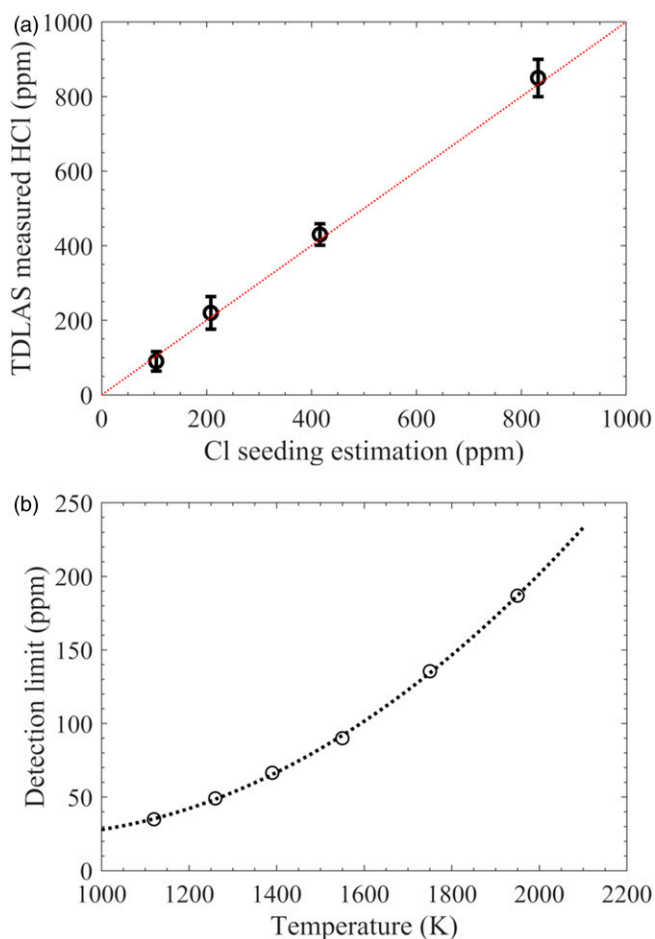 (a)
1000
800
600
400
200
0
TDLAS measured HCl (ppm)
0 200 400 600 800 1000
Cl seeding estimation (ppm)
(b)
250
200
150
100
50
0
Detection limit (ppm)
1000 1200 1400 1600 1800 2000 2200
Temperature (K)